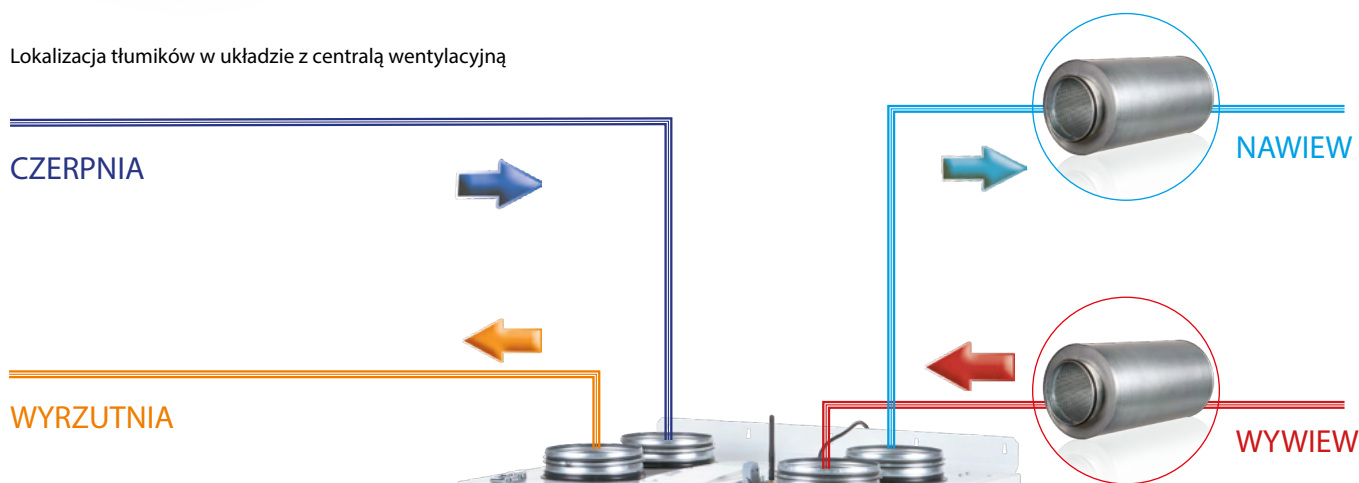 Lokalizacja tłumików w układzie z centralą wentylacyjną
CZERPNIA
NAWIEW
WYRZUTNIA
WYWIEW